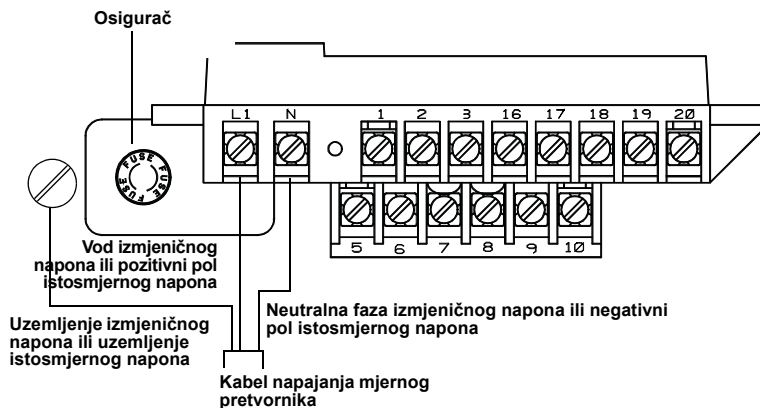 Osigurač
L1 N 1 2 3 16 17 18 19 20
FUSE FUSE FUSE
5 6 7 8 9 10
Vod izmjeničnog
napona ili pozitivni pol
istosmjernog napona
Neutralna faza izmjeničnog napona ili negativni
pol istosmjernog napona
Uzemljenje izmjeničnog
napona ili uzemljenje
istosmjernog napona
Kabel napajanja mjernog
pretvornika